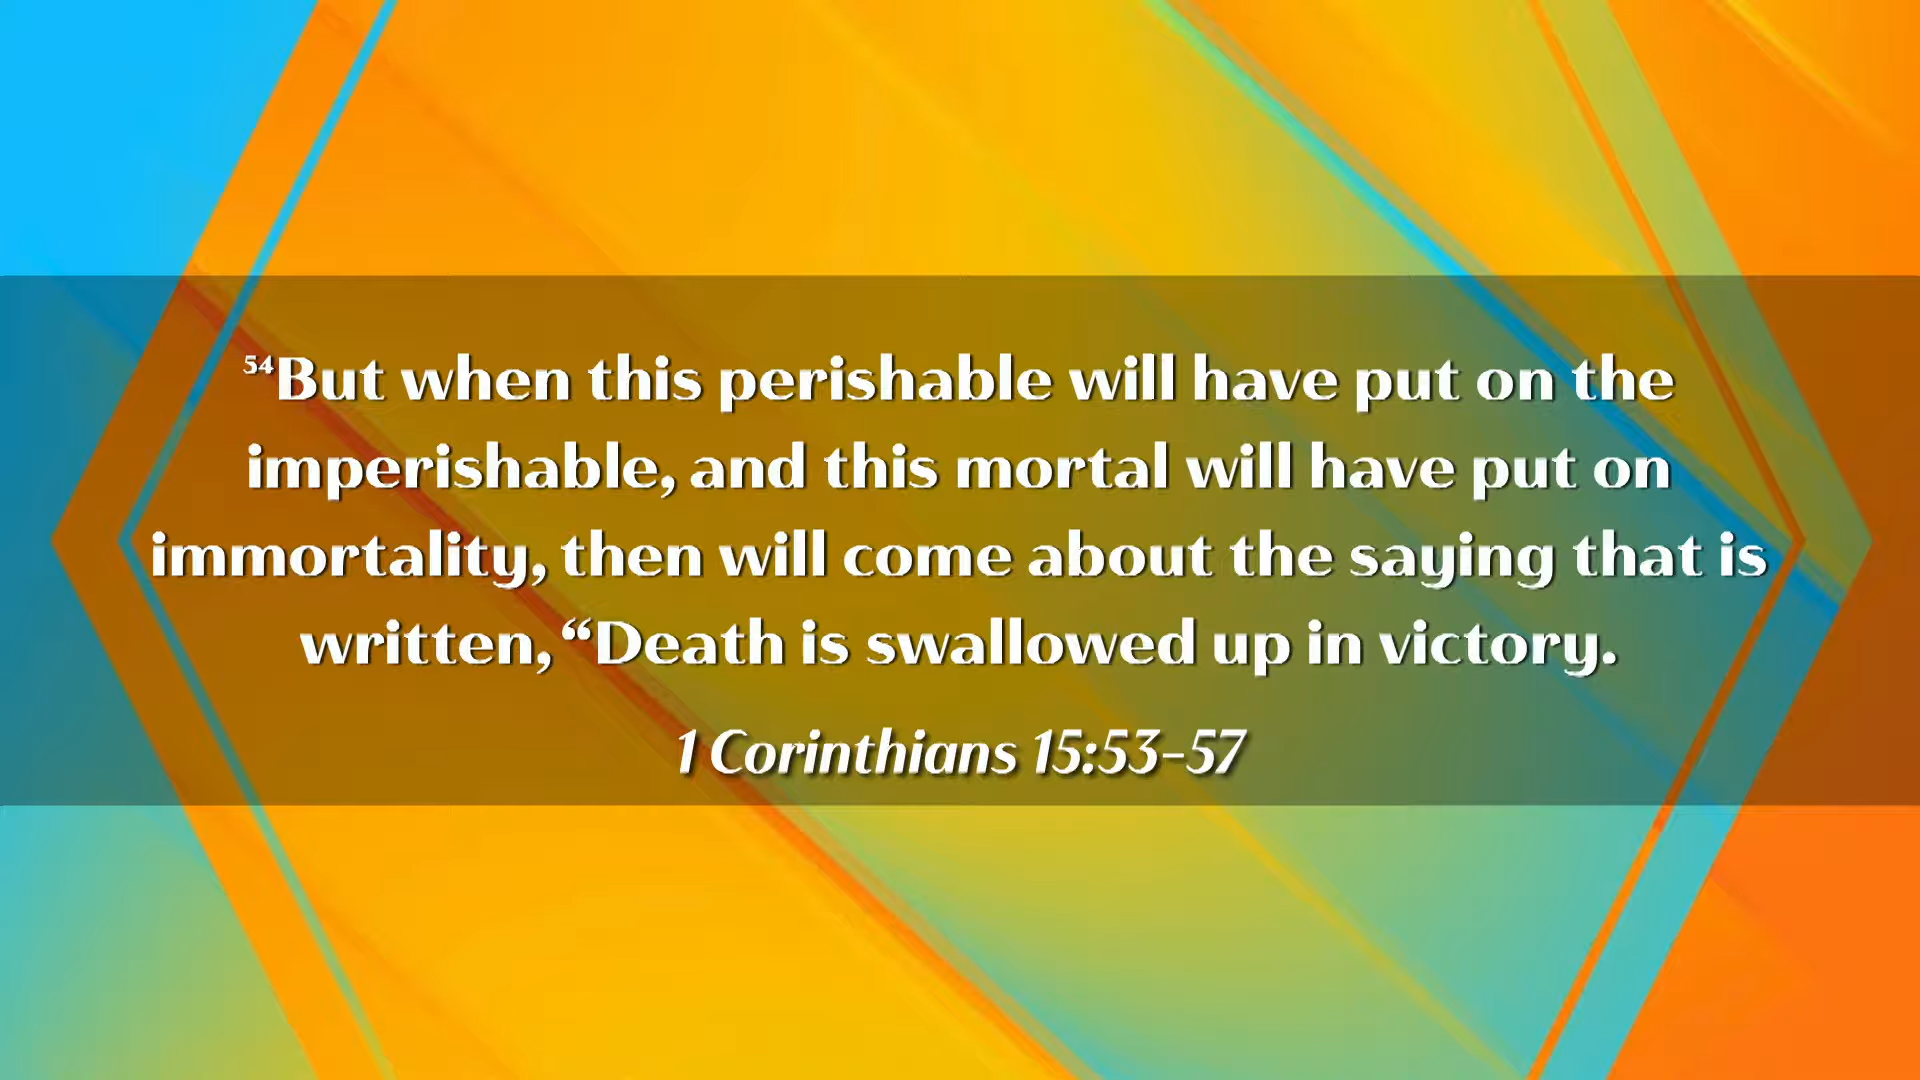 ⁵⁴But when this perishable will have put on the
imperishable, and this mortal will have put on
immortality, then will come about the saying that is
written, “Death is swallowed up in victory.
1 Corinthians 15:53–57